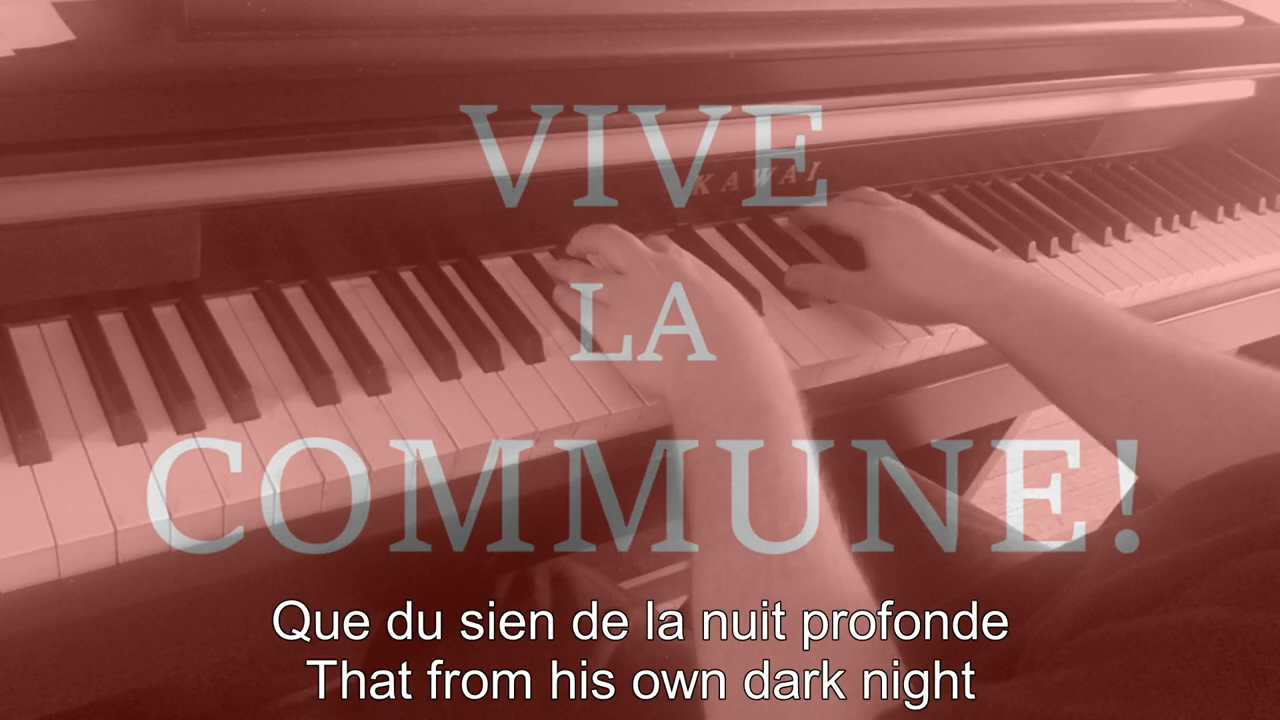 VIVE
KAWAI
LA
COMMUNE!
Que du sien de la nuit profonde
That from his own dark night